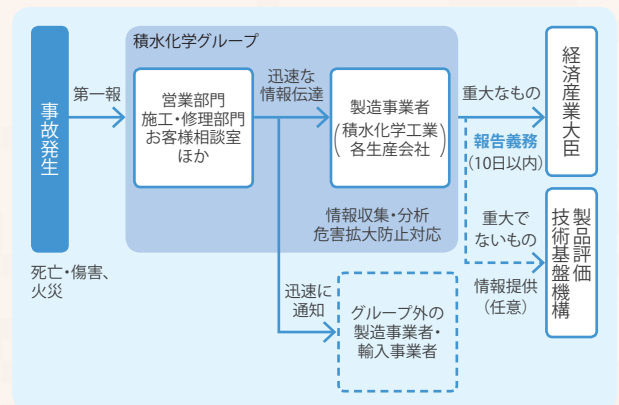 積水化学グループ
事故発生
第一報
営業部門
施工・修理部門
お客様相談室
ほか
迅速な
情報伝達
製造事業者
(積水化学工業
各生産会社)
重大なもの
報告義務
(10日以内)
経済産業大臣
情報収集・分析
危害拡大防止対応
重大で
ないもの
情報提供
(任意)
製品評価
技術基盤機構
死亡・傷害、
火災
迅速に
通知
グループ外の
製造事業者・
輸入事業者